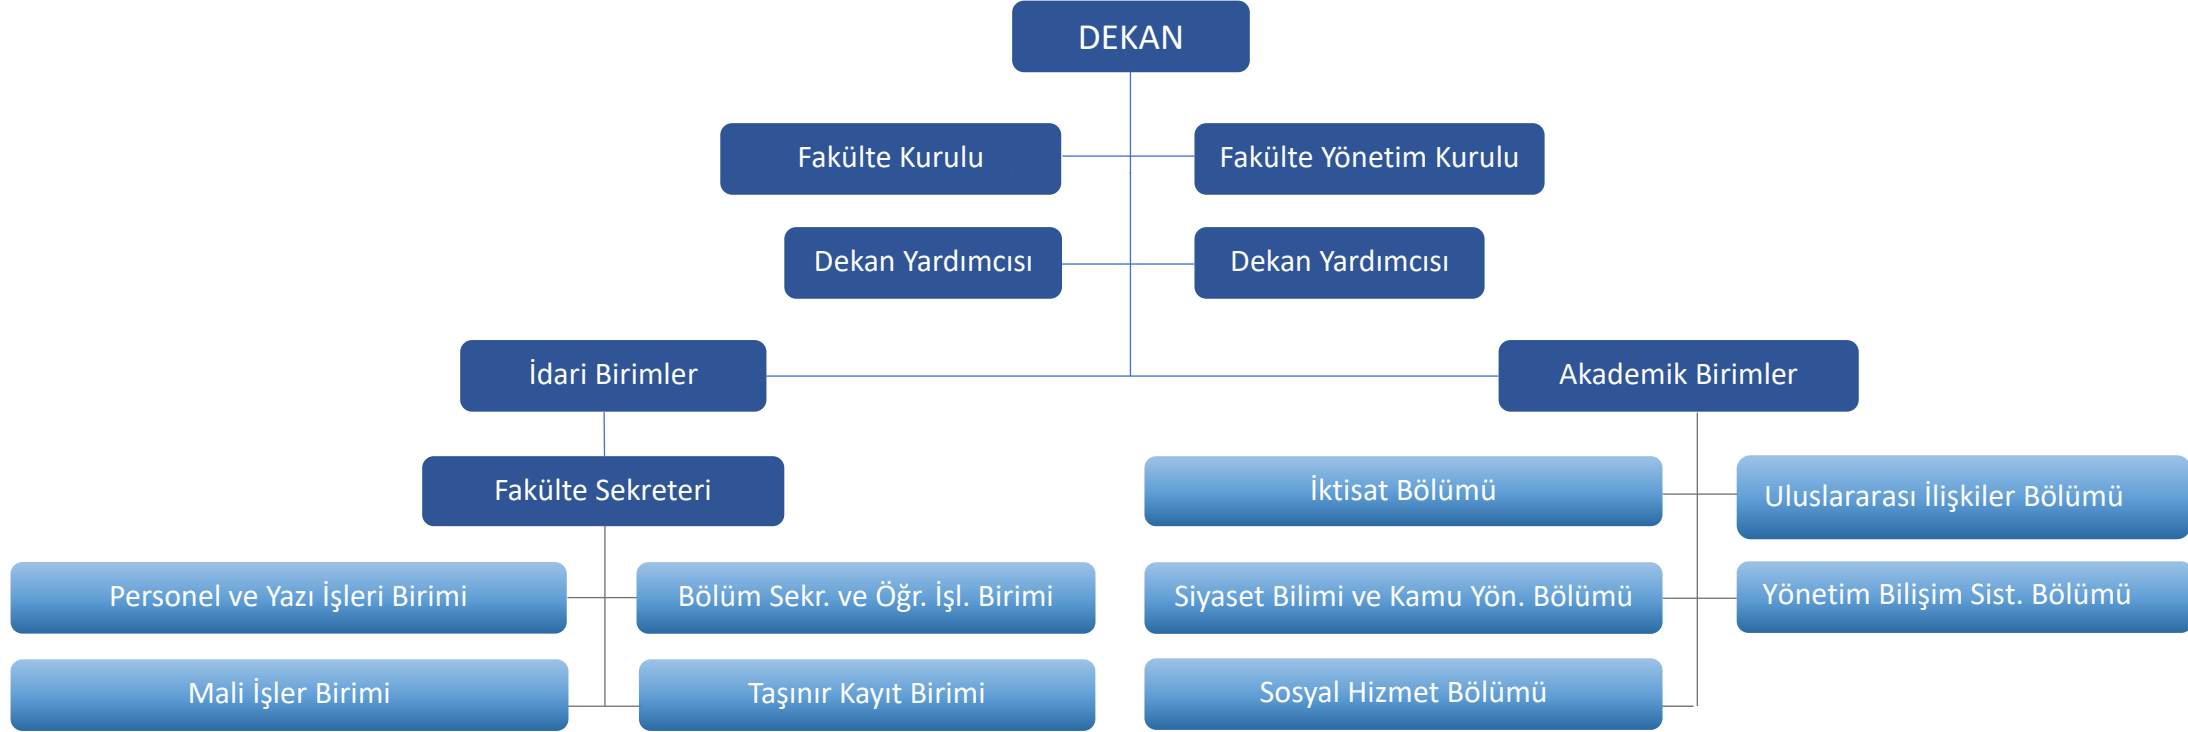 DEKAN
Fakülte Kurulu
Fakülte Yönetim Kurulu
Dekan Yardımcısı
Dekan Yardımcısı
İdari Birimler
Akademik Birimler
Fakülte Sekreteri
İktisat Bölümü
Uluslararası İlişkiler Bölümü
Personel ve Yazı İşleri Birimi
Bölüm Sekr. ve Öğr. İşl. Birimi
Siyaset Bilimi ve Kamu Yön. Bölümü
Yönetim Bilişim Sist. Bölümü
Mali İşler Birimi
Taşınır Kayıt Birimi
Sosyal Hizmet Bölümü